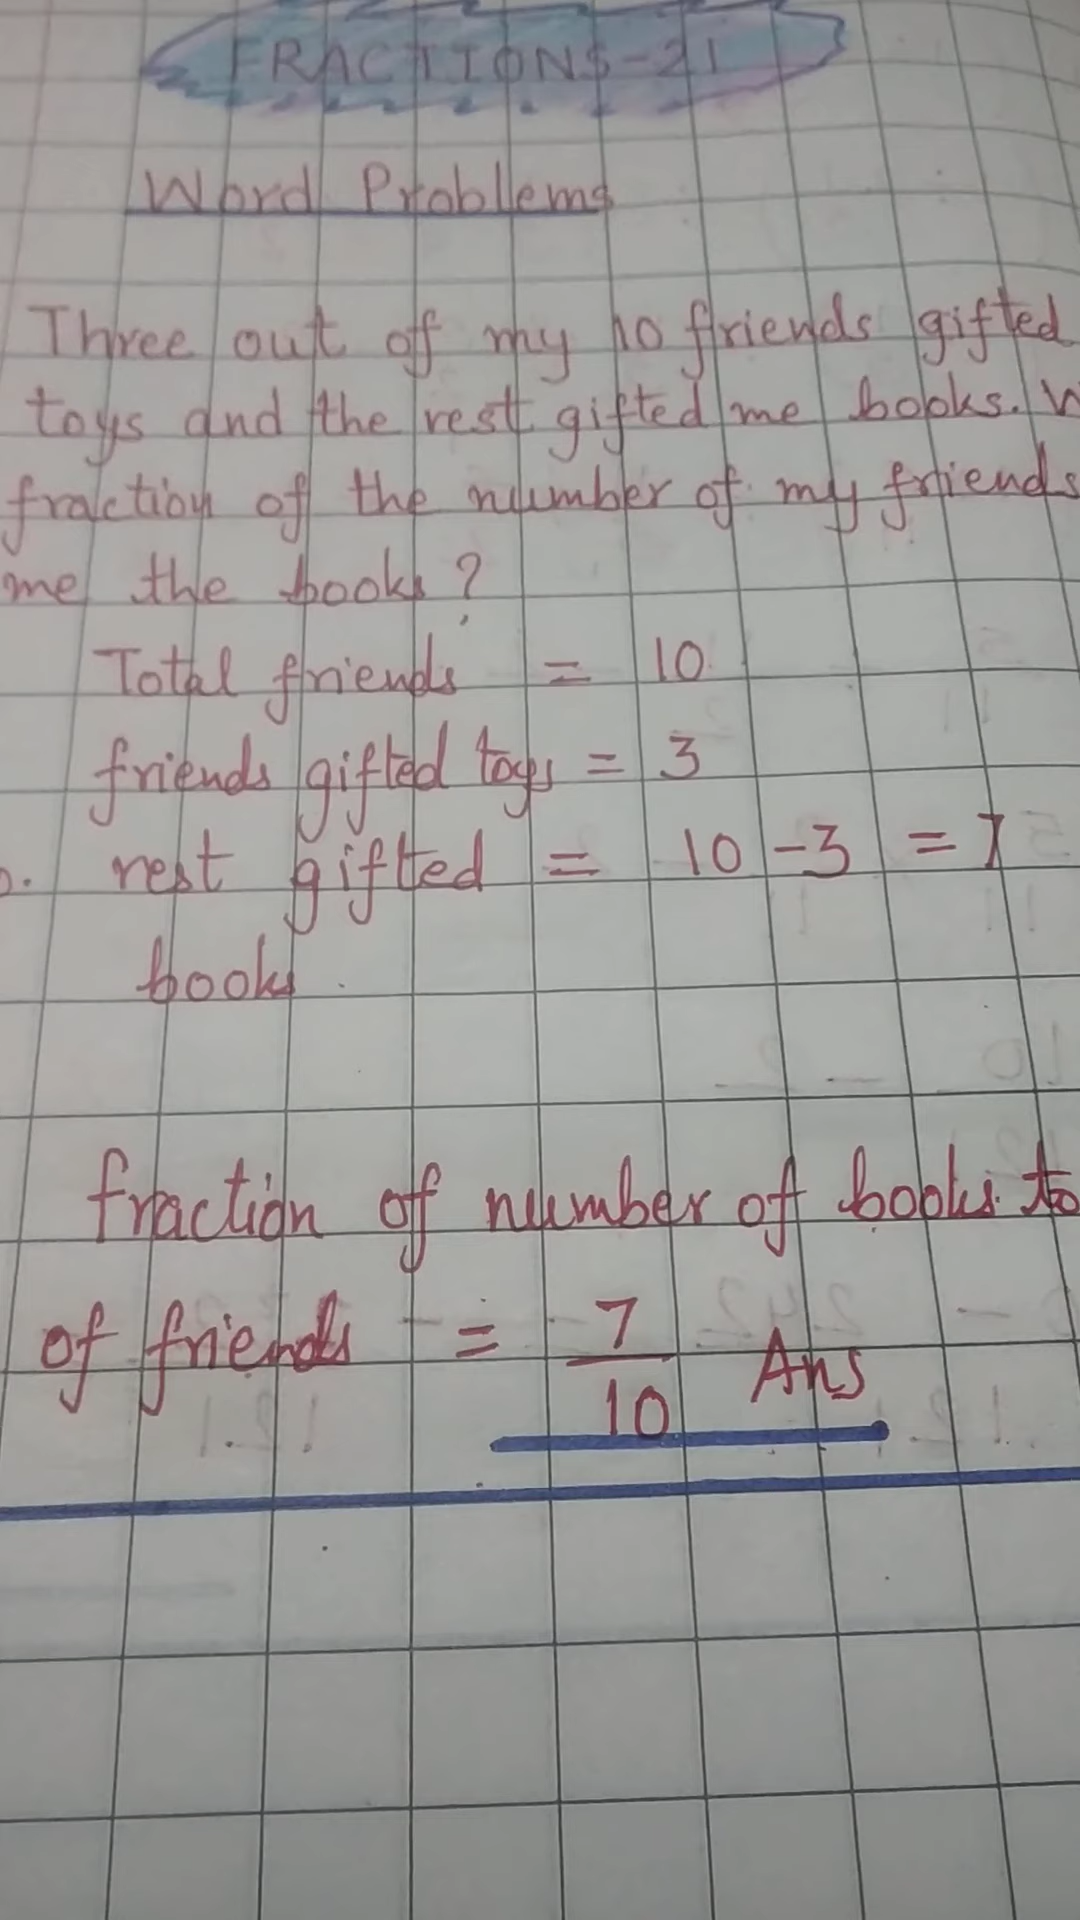 FRACTIONS-21
Word Problems
Three out of my 10 friends gifted
toys and the rest gifted me books.
fraction of the number of my friends
me the books?
Total friends = 10
friends gifted toys = 3
rest gifted = 10 - 3 = 7
books.
fraction of number of books to
of friends = 7
10 Ans